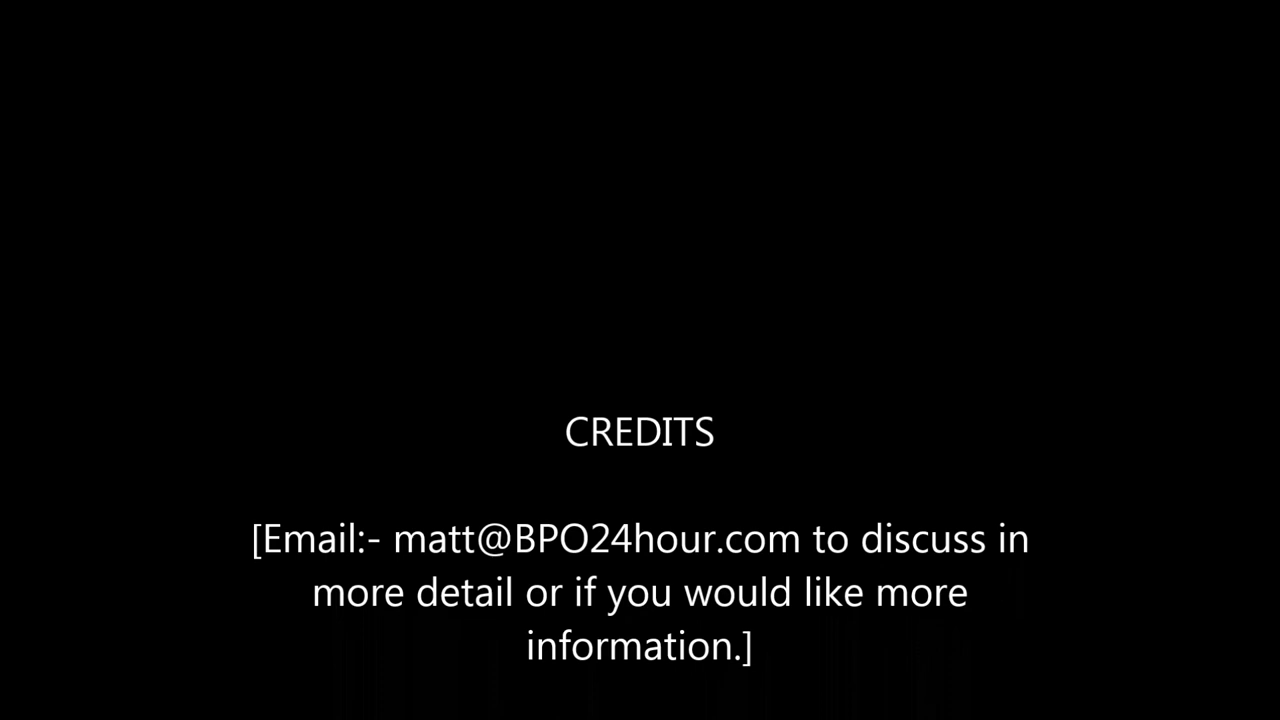 CREDITS
[Email:- matt@BPO24hour.com to discuss in
more detail or if you would like more
information.]